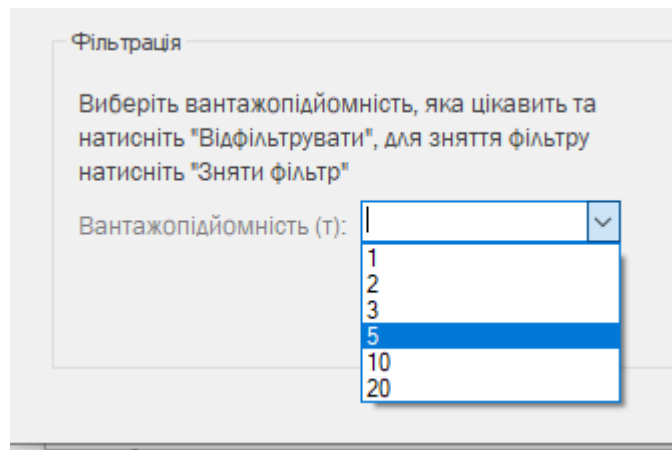 Фільтрація
Виберіть вантажопідйомність, яка цікавить та
натисніть "Відфільтрувати", для зняття фільтру
натисніть "Зняти фільтр"
Вантажопідйомність (т):
1
2
3
5
10
20